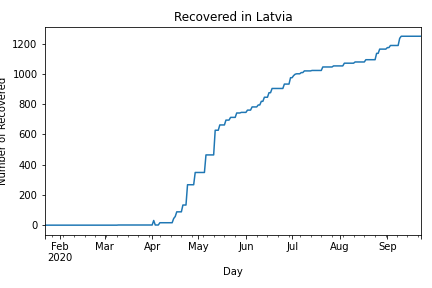 Recovered in Latvia
Number of Recovered
1200
1000
800
600
400
200
0
Feb Mar Apr May Jun Jul Aug Sep
2020
Day